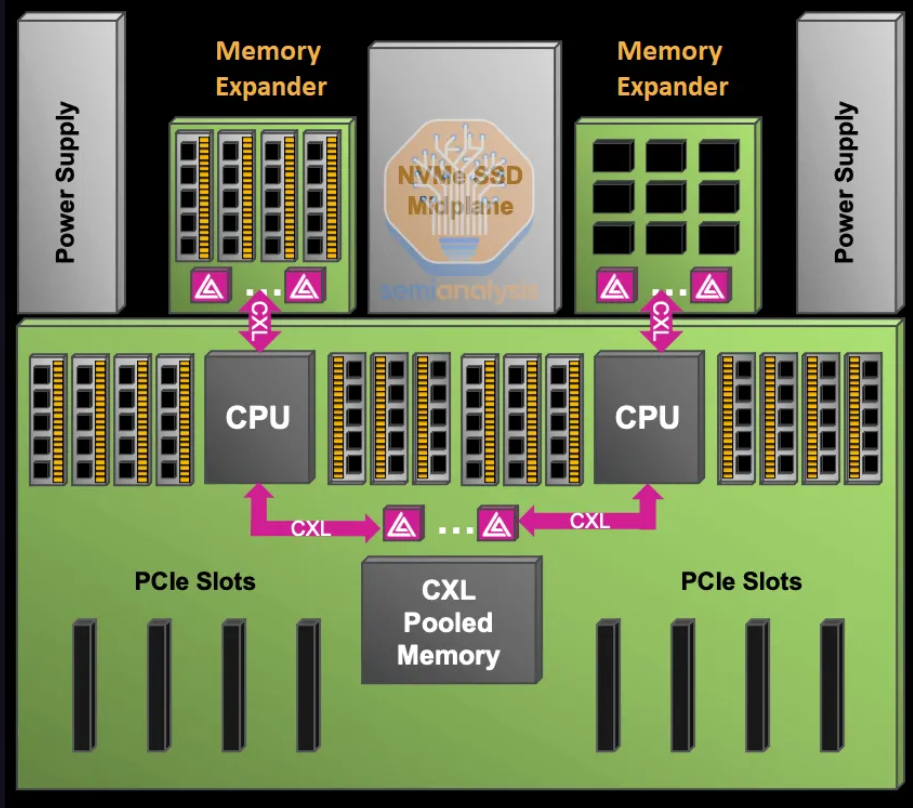 Memory
Expander
Memory
Expander
Power Supply
NVMe SSD
Midplane
semianalysis
Power Supply
CXL
CXL
CPU
CPU
CXL
...
CXL
PCIe Slots
CXL
Pooled
Memory
PCIe Slots